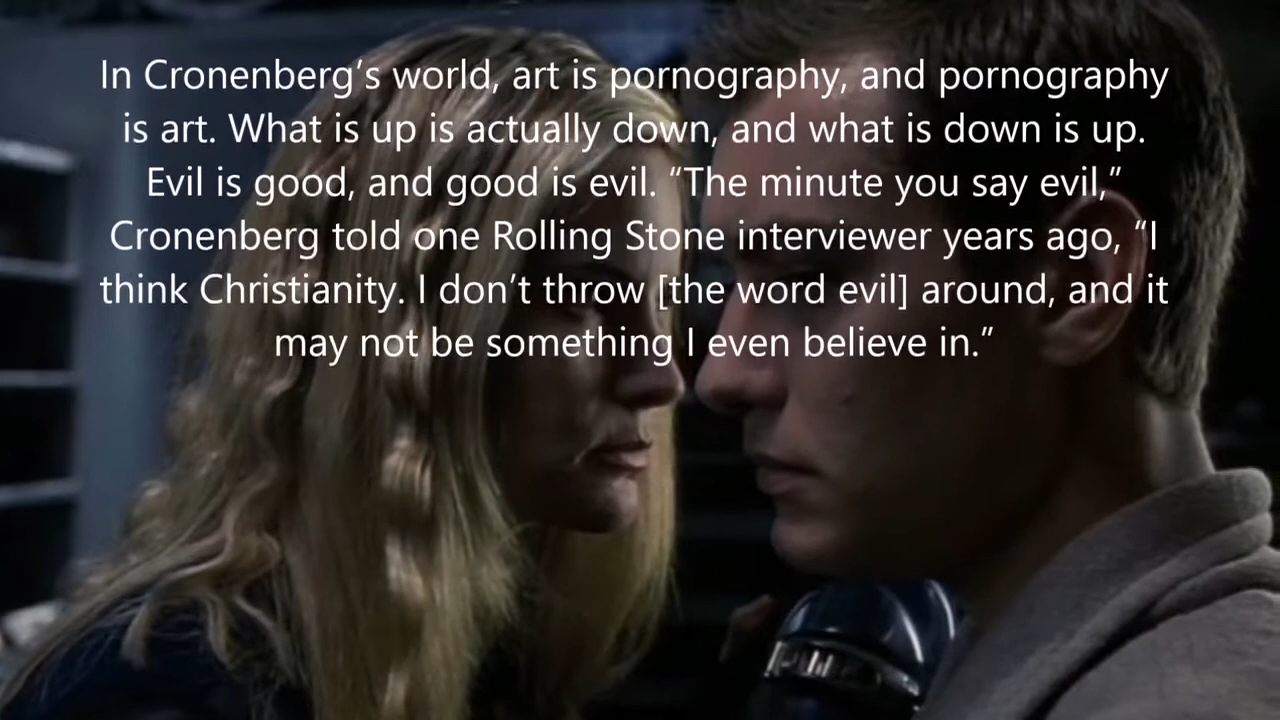 In Cronenberg’s world, art is pornography, and pornography
is art. What is up is actually down, and what is down is up.
Evil is good, and good is evil. “The minute you say evil,”
Cronenberg told one Rolling Stone interviewer years ago, “I
think Christianity. I don’t throw [the word evil] around, and it
may not be something I even believe in.”